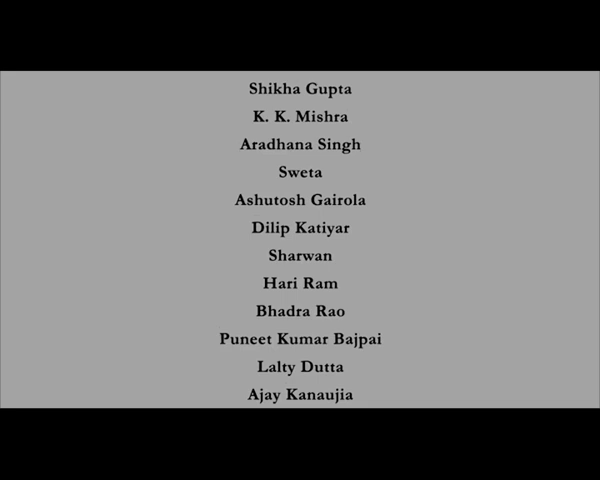 Shikha Gupta
K. K. Mishra
Aradhana Singh
Sweta
Ashutosh Gairola
Dilip Katiyar
Sharwan
Hari Ram
Bhadra Rao
Puneet Kumar Bajpai
Lalty Dutta
Ajay Kanaujia